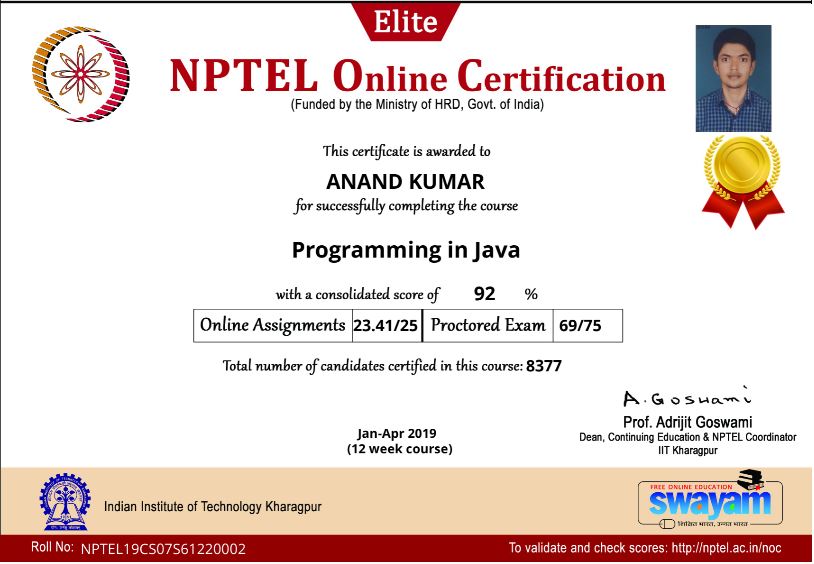 Elite
NPTEL Online Certification
(Funded by the Ministry of HRD, Govt. of India)
This certificate is awarded to
ANAND KUMAR
for successfully completing the course
Programming in Java
with a consolidated score of 92 %
Online Assignments 23.41/25 Proctored Exam 69/75
Total number of candidates certified in this course: 8377
A. Goswami
Prof. Adrijit Goswami
Dean, Continuing Education & NPTEL Coordinator
IIT Kharagpur
Jan-Apr 2019
(12 week course)
Indian Institute of Technology Kharagpur
FREE ONLINE EDUCATION
swayam
शिक्षित भारत, उन्नत भारत
Roll No: NPTEL19CS07S61220002
To validate and check scores: http://nptel.ac.in/noc